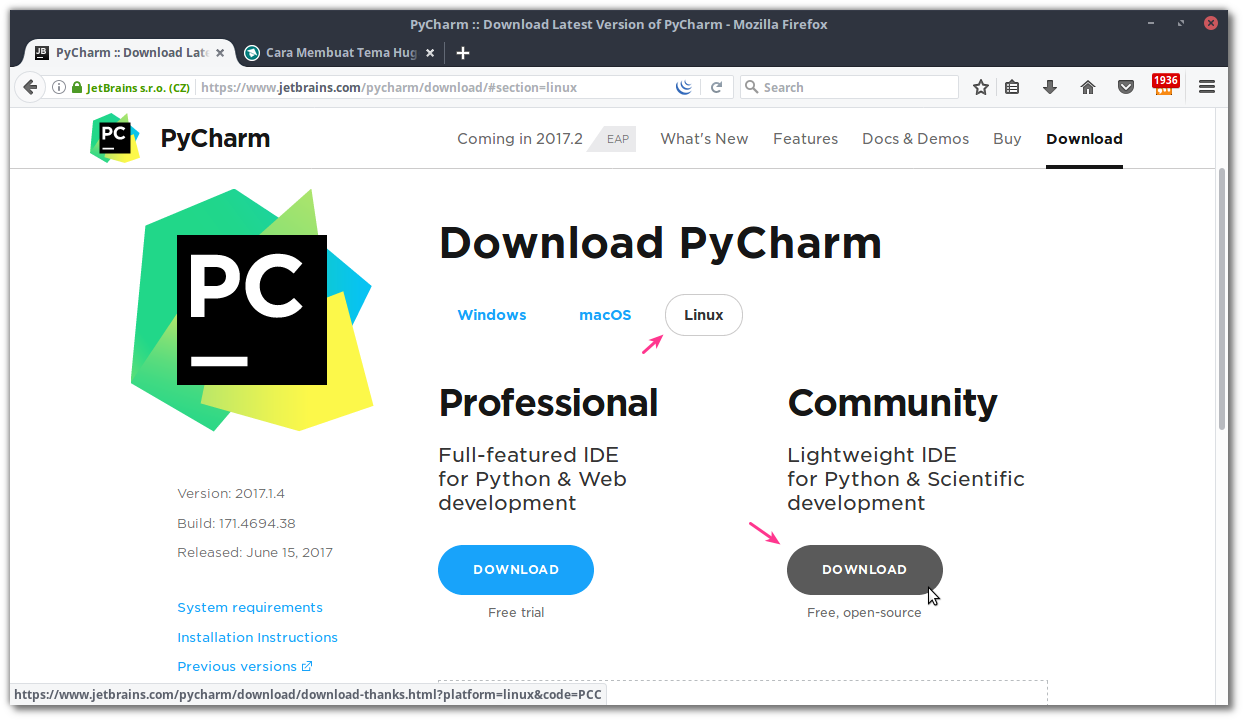 PyCharm :: Download Latest Version of PyCharm - Mozilla Firefox
JB PyCharm :: Download Late
Cara Membuat Tema Hug
JetBrains s.r.o. (CZ)
https://www.jetbrains.com/pycharm/download/#section=linux
Search
1936
PC
PyCharm
Coming in 2017.2 EAP
What's New
Features
Docs & Demos
Buy
Download
PC
Download PyCharm
Windows
macOS
Linux
Professional
Full-featured IDE
for Python & Web
development
DOWNLOAD
Free trial
Community
Lightweight IDE
for Python & Scientific
development
DOWNLOAD
Free, open-source
Version: 2017.1.4
Build: 171.4694.38
Released: June 15, 2017
System requirements
Installation Instructions
Previous versions
https://www.jetbrains.com/pycharm/download/download-thanks.html?platform=linux&code=PCC